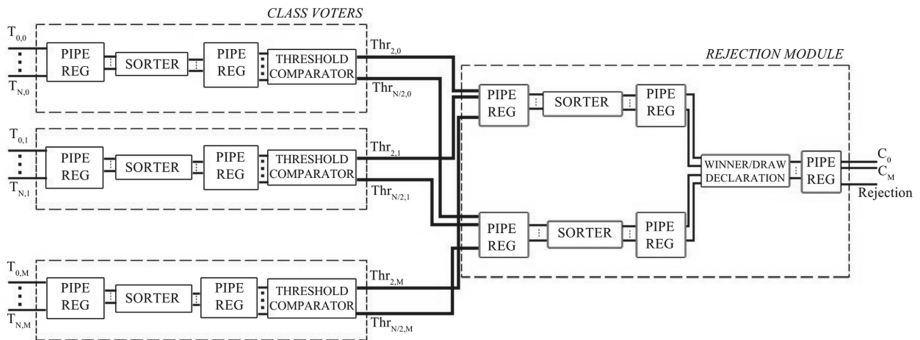 CLASS VOTERS
REJECTION MODULE
T0,0
TN,0
PIPE REG
SORTER
PIPE REG
THRESHOLD COMPARATOR
Thr2,0
ThrN/2,0
T0,1
TN,1
PIPE REG
SORTER
PIPE REG
THRESHOLD COMPARATOR
Thr2,1
ThrN/2,1
T0,M
TN,M
PIPE REG
SORTER
PIPE REG
THRESHOLD COMPARATOR
Thr2,M
ThrN/2,M
PIPE REG
SORTER
PIPE REG
PIPE REG
SORTER
PIPE REG
WINNER/DRAW DECLARATION
PIPE REG
C0
CM
Rejection